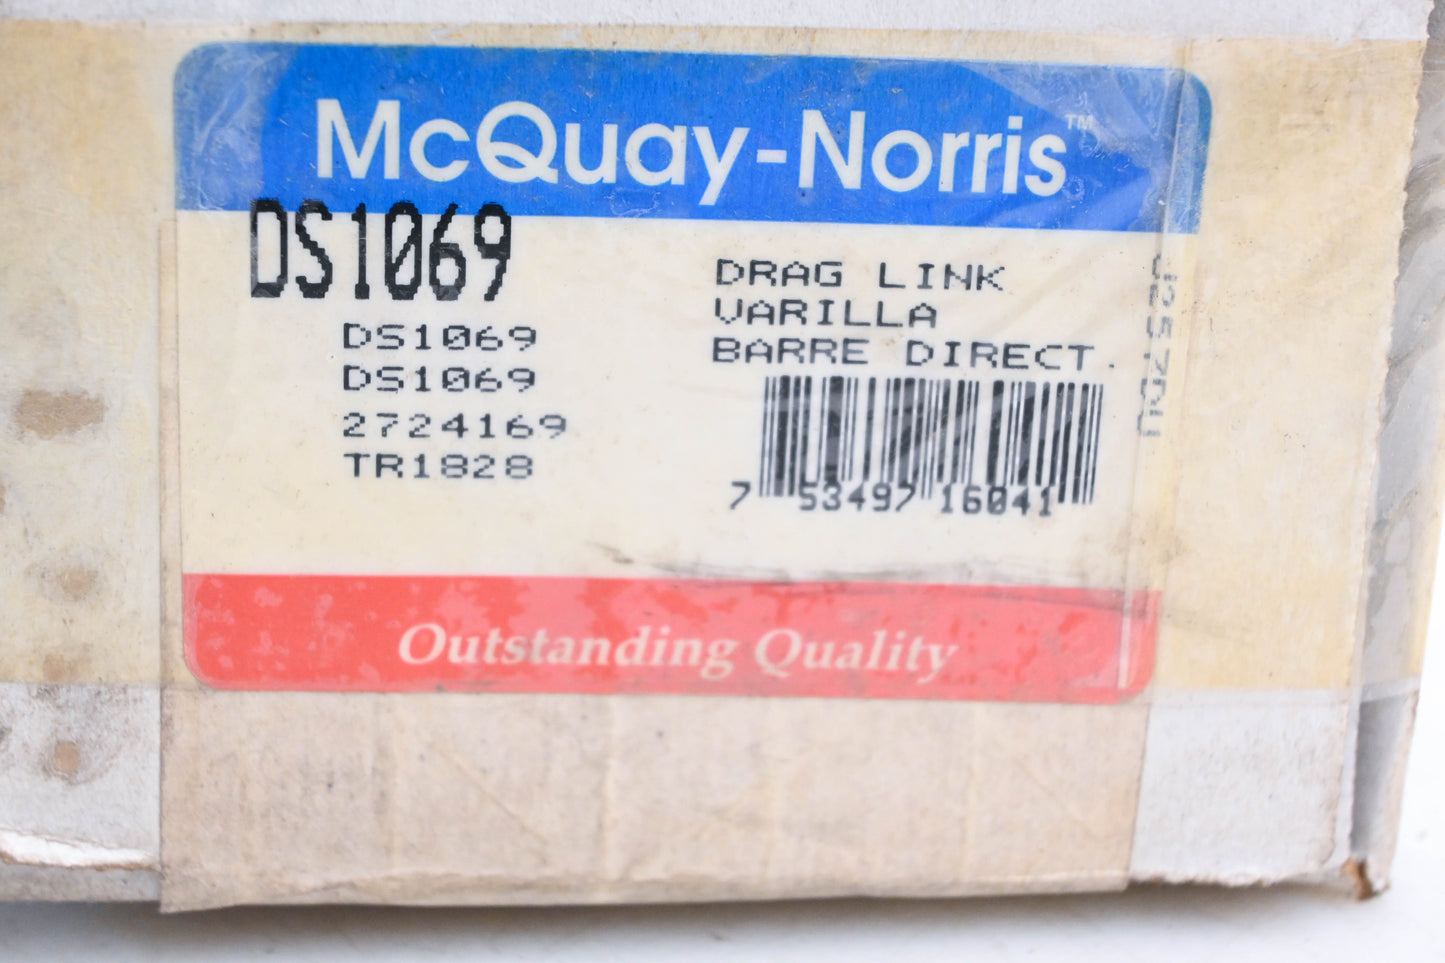 McQuay-Norris™
DS1069
DS1069
DS1069
2724169
TR1828
DRAG LINK
VARILLA
BARRE DIRECT.
7 53497 16041
Outstanding Quality